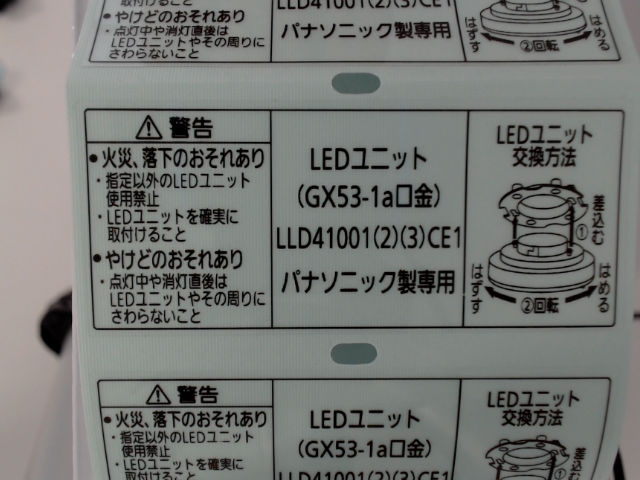 取付けること
●やけどのおそれあり
・点灯中や消灯直後は
LEDユニットやその周りに
さわらないこと
LLD41001(2)(3)CE1
パナソニック製専用
はずす
②回転
はめる
⚠警告
●火災、落下のおそれあり
・指定以外のLEDユニット
使用禁止
・LEDユニットを確実に
取付けること
●やけどのおそれあり
・点灯中や消灯直後は
LEDユニットやその周りに
さわらないこと
LEDユニット
(GX53-1a口金)
LLD41001(2)(3)CE1
パナソニック製専用
LEDユニット
交換方法
差込む
①
はずす
②回転
はめる
⚠警告
●火災、落下のおそれあり
・指定以外のLEDユニット
使用禁止
・LEDユニットを確実に
取付けること
LEDユニット
(GX53-1a口金)
LLD41001(2)(3)CE1
LEDユニット
交換方法
差込